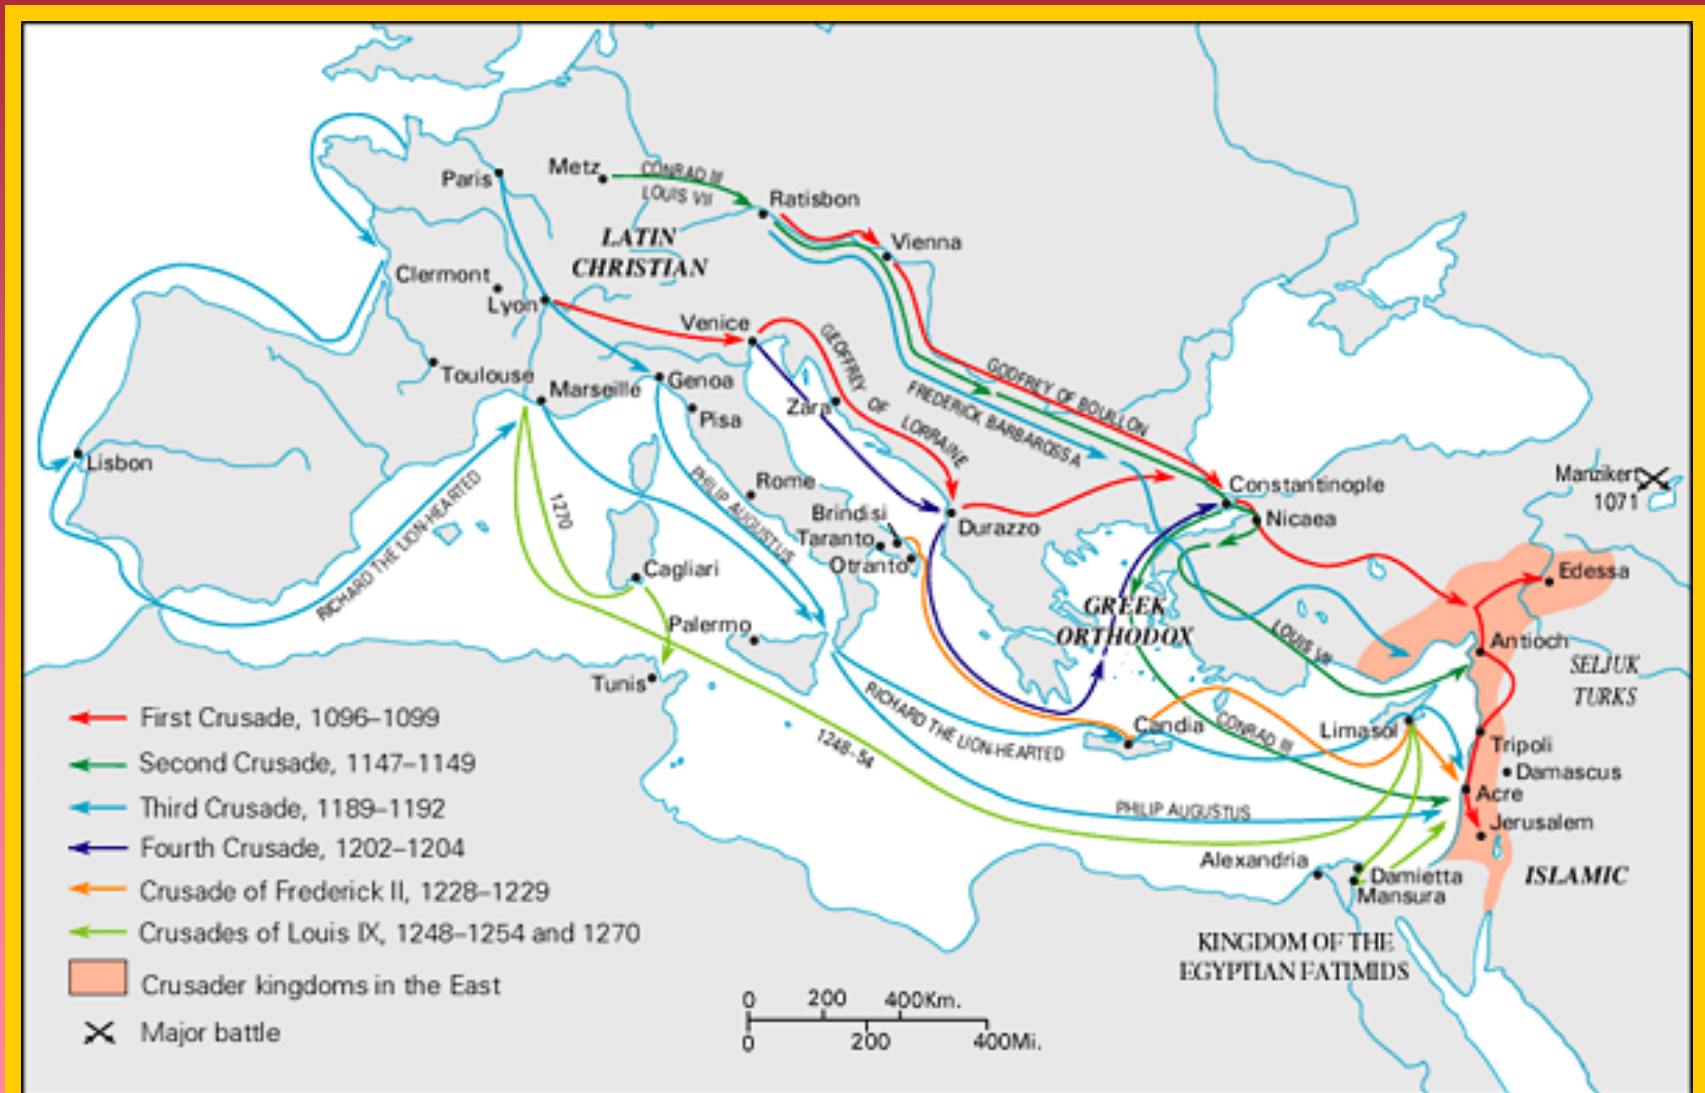 Paris
Metz
CONRAD III
LOUIS VII
Ratisbon
LATIN
CHRISTIAN
Vienna
Clermont
Lyon
Venice
GEOFFREY OF LORRAINE
GODFREY OF BOUILLON
FREDERICK BARBAROSSA
Toulouse
Marseille
Genoa
Pisa
Zara
Lisbon
RICHARD THE LION-HEARTED
1270
PHILIP AUGUSTUS
Rome
Brindisi
Taranto
Otranto
Durazzo
Constantinople
Nicaea
Manzikert
1071
Cagliari
Edessa
Palermo
GREEK
ORTHODOX
LOUIS VII
Antioch
SELJUK
TURKS
Tunis
RICHARD THE LION-HEARTED
Candia
CONRAD III
Limasol
Tripoli
Damascus
1248-54
Acre
PHILIP AUGUSTUS
Jerusalem
Alexandria
Damietta
Mansura
ISLAMIC
KINGDOM OF THE
EGYPTIAN FATIMIDS
First Crusade, 1096–1099
Second Crusade, 1147–1149
Third Crusade, 1189–1192
Fourth Crusade, 1202–1204
Crusade of Frederick II, 1228–1229
Crusades of Louis IX, 1248–1254 and 1270
Crusader kingdoms in the East
Major battle
0 200 400Km.
0 200 400Mi.